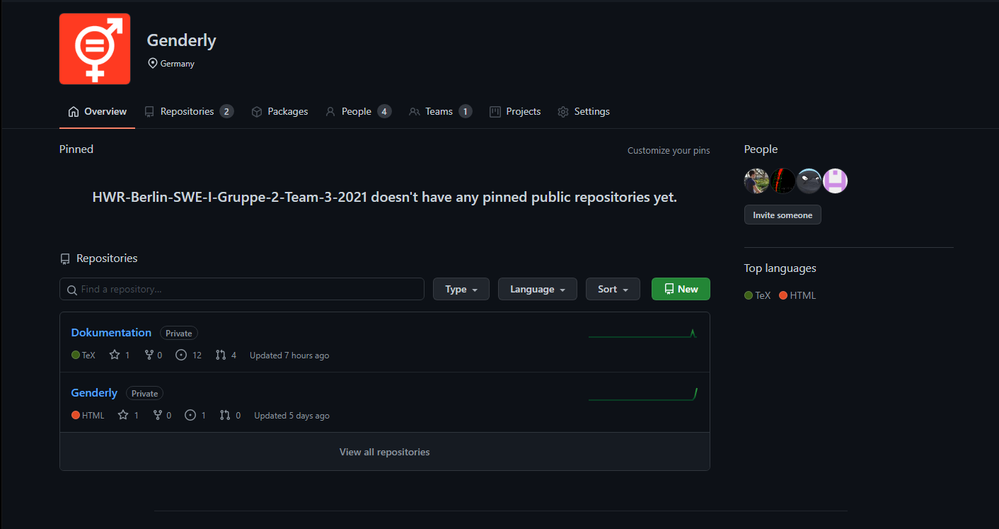 Genderly
Germany
Overview Repositories 2 Packages People 4 Teams 1 Projects Settings
Pinned Customize your pins
HWR-Berlin-SWE-I-Gruppe-2-Team-3-2021 doesn't have any pinned public repositories yet.
Repositories
Find a repository... Type Language Sort New
Dokumentation Private
TeX 1 0 12 4 Updated 7 hours ago
Genderly Private
HTML 1 0 1 0 Updated 5 days ago
View all repositories
People
Invite someone
Top languages
TeX HTML